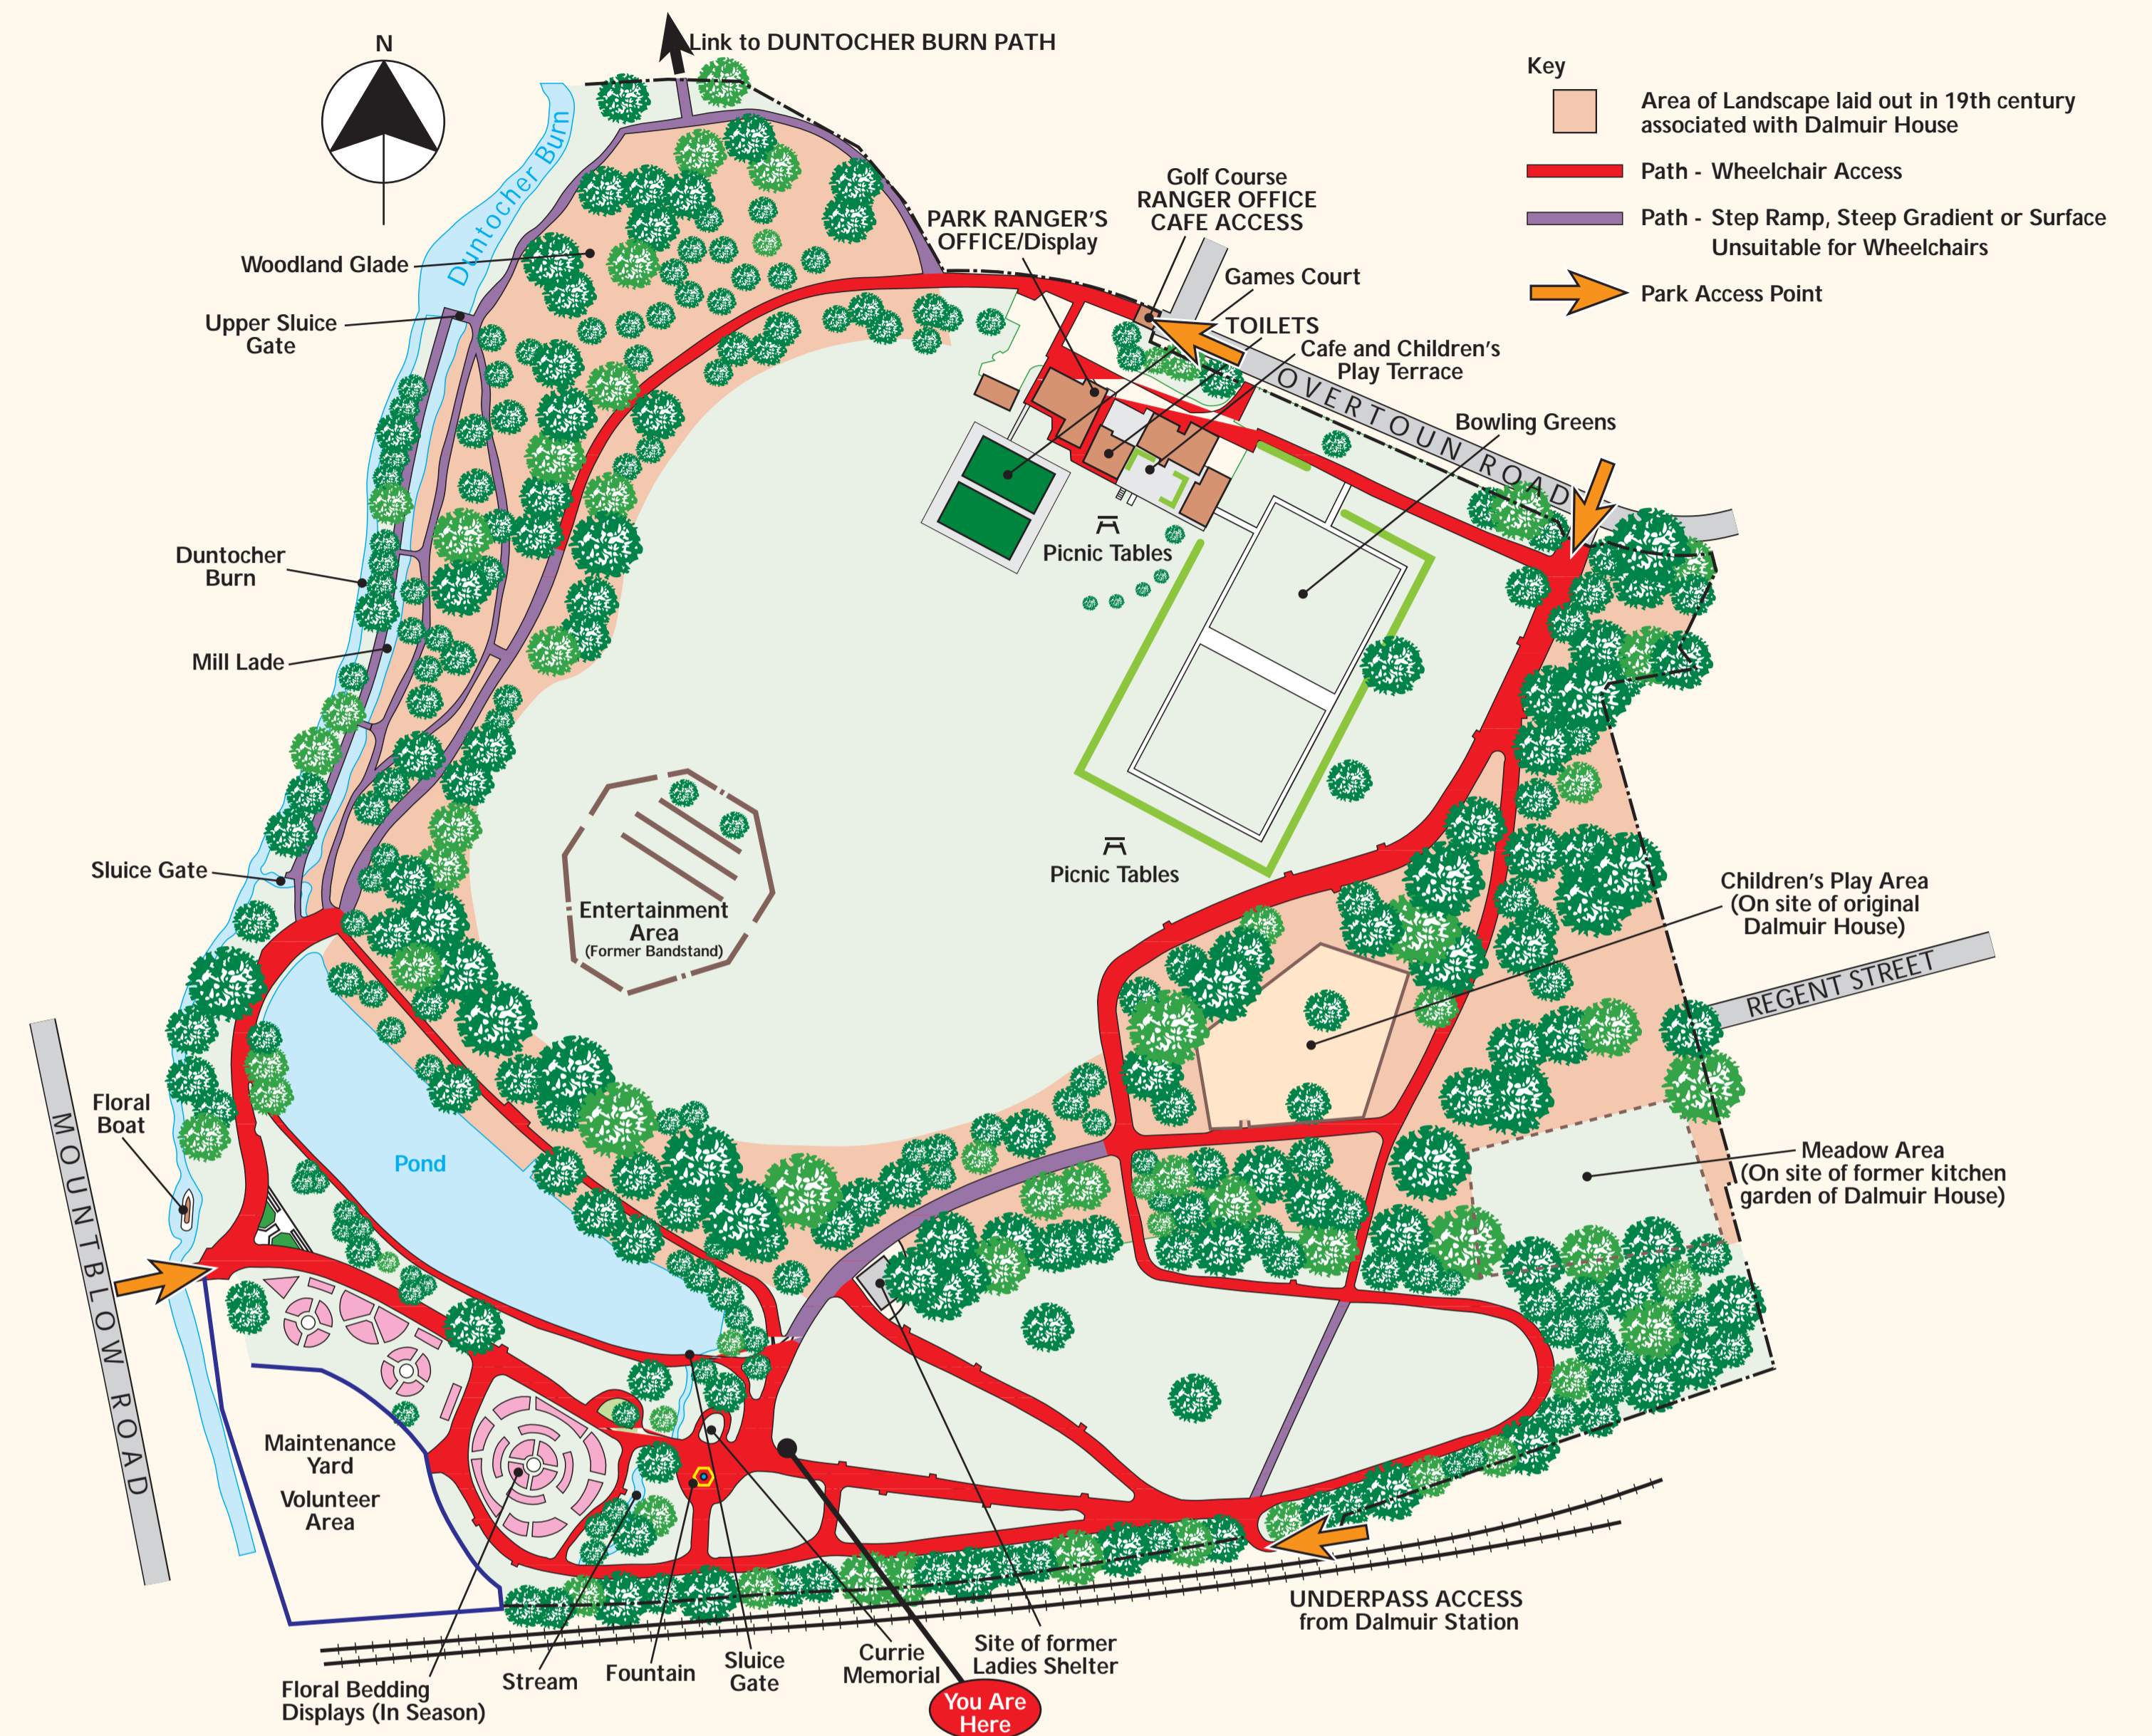 N
Link to DUNTOCHER BURN PATH
Key
Area of Landscape laid out in 19th century
associated with Dalmuir House
Path - Wheelchair Access
Path - Step Ramp, Steep Gradient or Surface
Unsuitable for Wheelchairs
Park Access Point
Duntocher Burn
Golf Course
RANGER OFFICE
CAFE ACCESS
PARK RANGER'S
OFFICE/Display
Games Court
TOILETS
Cafe and Children's
Play Terrace
OVERTOUN ROAD
Bowling Greens
Woodland Glade
Upper Sluice
Gate
Picnic Tables
Duntocher
Burn
Mill Lade
Sluice Gate
Entertainment
Area
(Former Bandstand)
Picnic Tables
Children's Play Area
(On site of original
Dalmuir House)
REGENT STREET
Floral
Boat
Pond
MOUNTBLOW ROAD
Meadow Area
(On site of former kitchen
garden of Dalmuir House)
Maintenance
Yard
Volunteer
Area
UNDERPASS ACCESS
from Dalmuir Station
Floral Bedding
Displays (In Season)
Stream
Fountain
Sluice
Gate
Currie
Memorial
Site of former
Ladies Shelter
You Are
Here